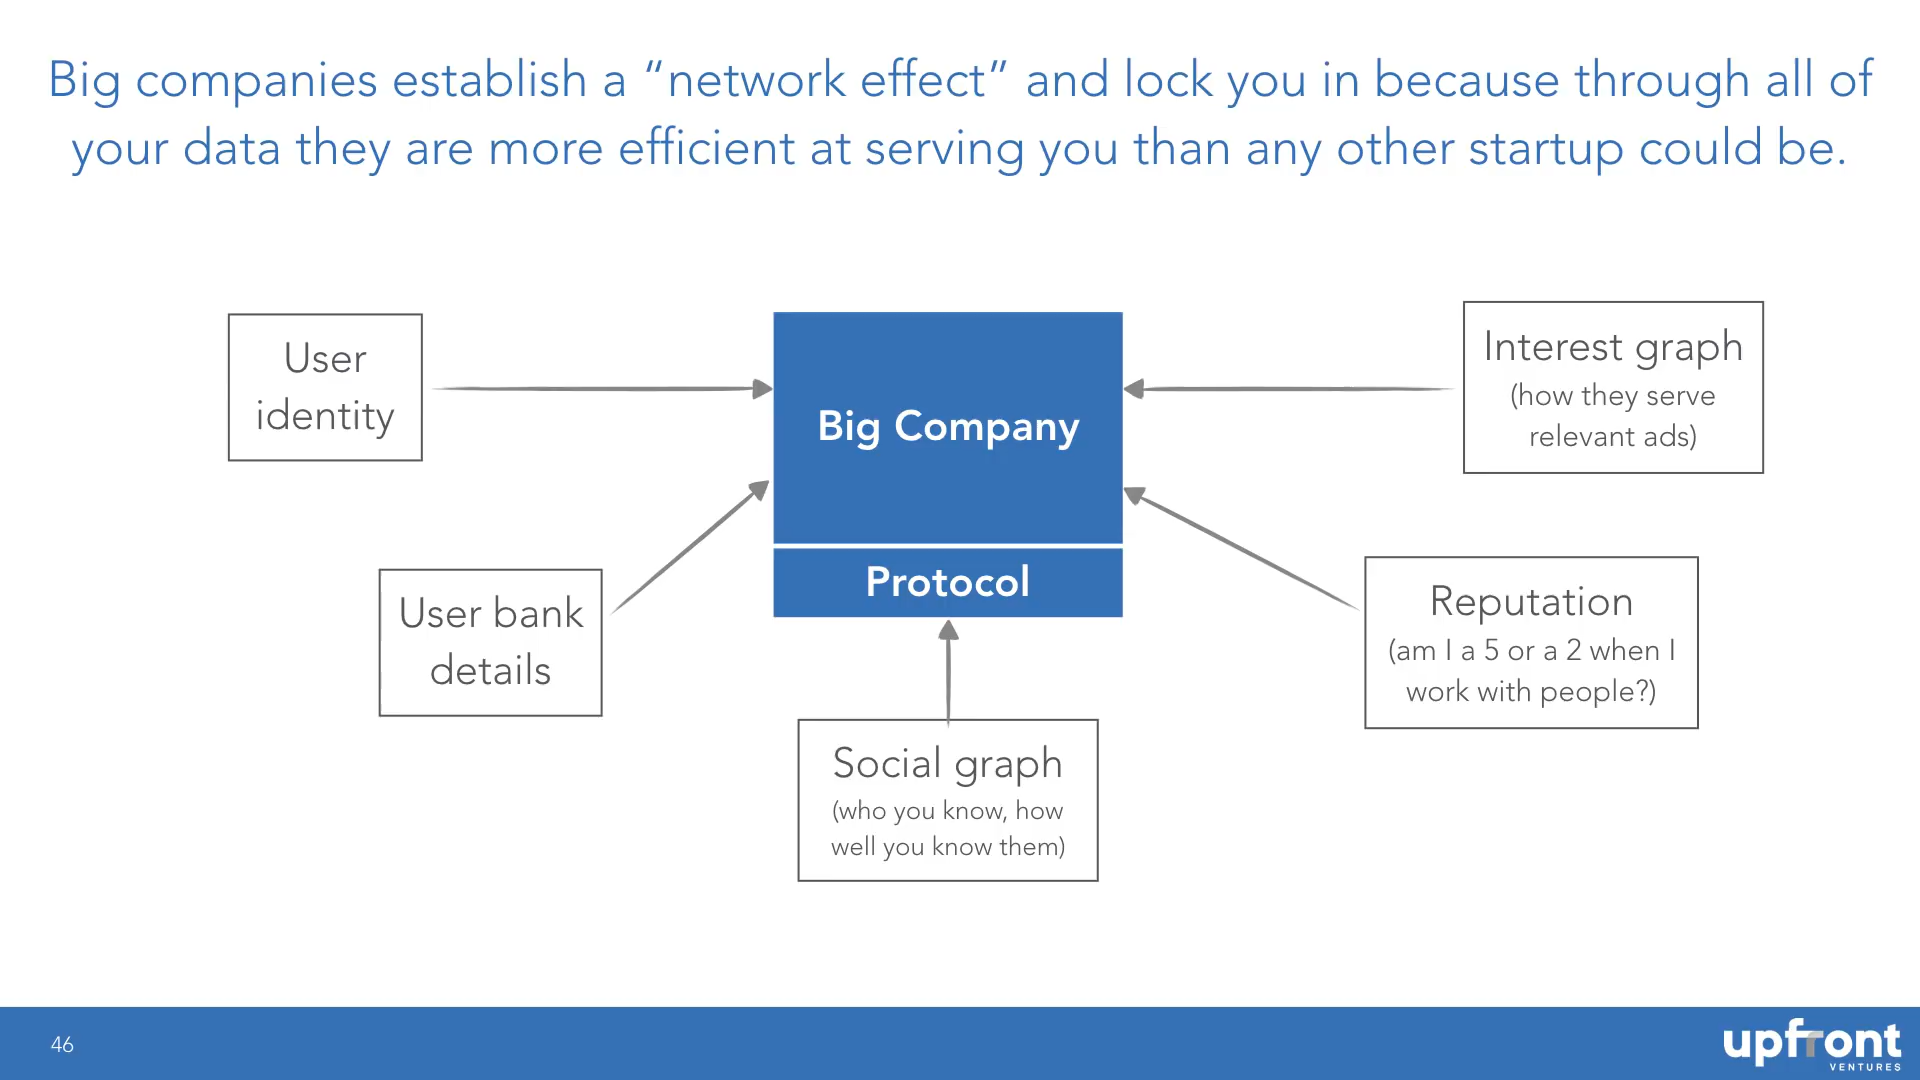 Big companies establish a “network effect” and lock you in because through all of
your data they are more efficient at serving you than any other startup could be.
User
identity
Big Company
Interest graph
(how they serve
relevant ads)
User bank
details
Protocol
Reputation
(am I a 5 or a 2 when I
work with people?)
Social graph
(who you know, how
well you know them)
46
upfront
VENTURES